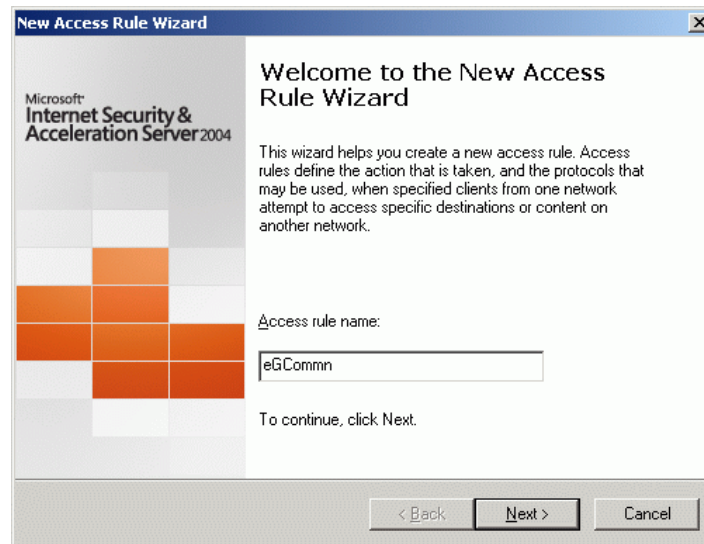 New Access Rule Wizard
Microsoft
Internet Security &
Acceleration Server 2004
Welcome to the New Access
Rule Wizard
This wizard helps you create a new access rule. Access
rules define the action that is taken, and the protocols that
may be used, when specified clients from one network
attempt to access specific destinations or content on
another network.
Access rule name:
eGCommn
To continue, click Next.
< Back
Next >
Cancel